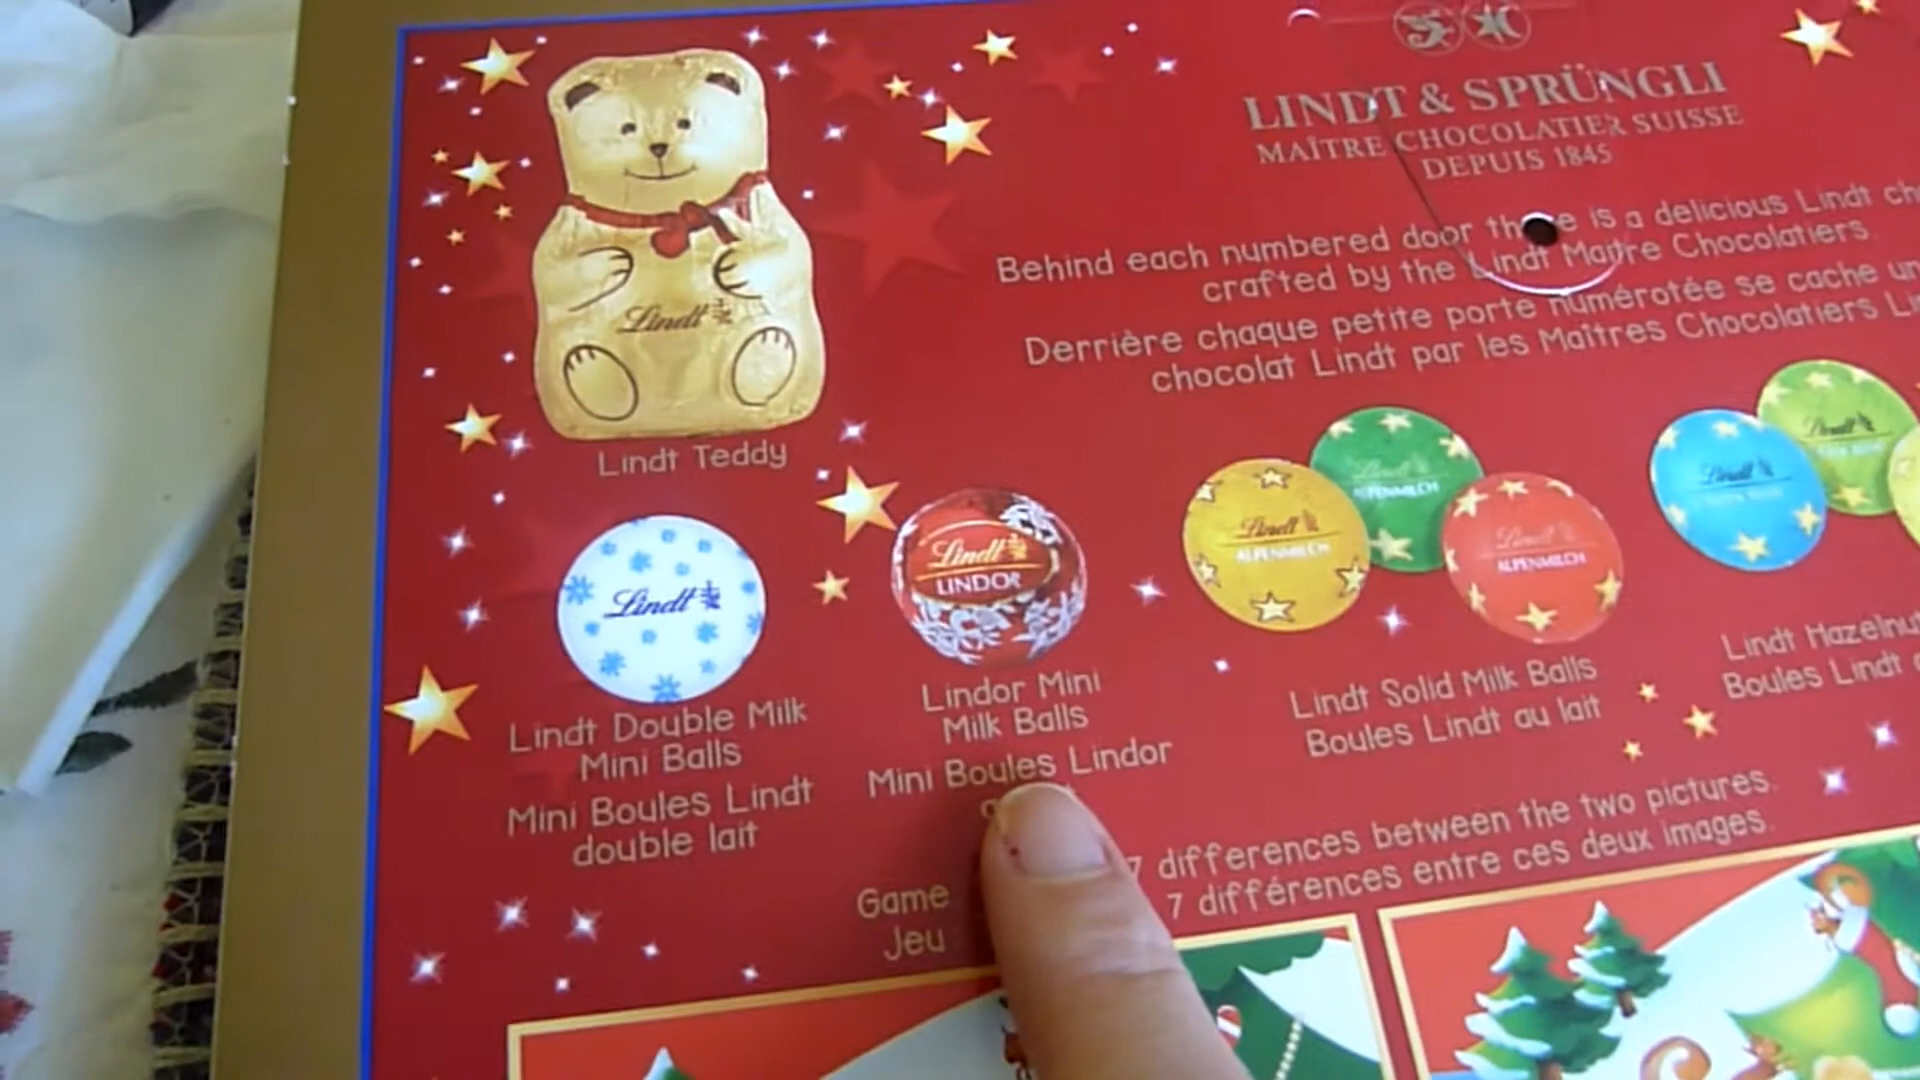 LINDT & SPRÜNGLI
MAÎTRE CHOCOLATIER SUISSE
DEPUIS 1845
Behind each numbered door is a delicious Lindt
crafted by the Lindt Maitre Chocolatiers
Derrière chaque petite porte numérotée se cache
chocolat Lindt par les Maîtres Chocolatiers
Lindt
Lindt Teddy
Lindt
Lindt Double Milk
Mini Balls
Mini Boules Lindt
double lait
Lindt
LINDOR
Lindor Mini
Milk Balls
Mini Boules Lindor
Lindt
ALPENMILCH
Lindt
ALPENMILCH
Lindt
ALPENMILCH
Lindt Solid Milk Balls
Boules Lindt au lait
Lindt
Lindt
Lindt
Boules Lindt
Game
7 differences between the two pictures.
Jeu
7 différences entre ces deux images.